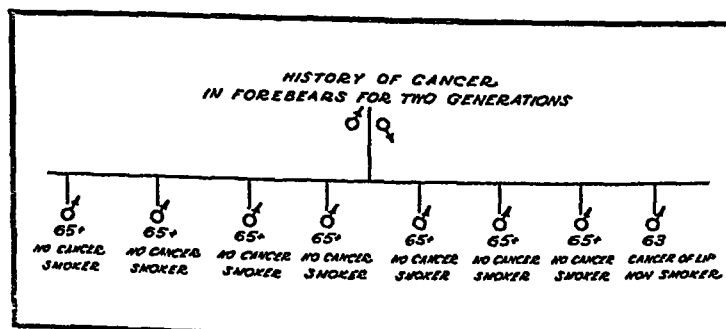 HISTORY OF CANCER
IN FOREBEARS FOR TWO GENERATIONS
65+ 65+ 65+ 65+ 65+ 65+ 65+ 63
NO CANCER NO CANCER NO CANCER NO CANCER NO CANCER NO CANCER NO CANCER CANCER OF LIP
SMOKER SMOKER SMOKER SMOKER SMOKER SMOKER SMOKER NON SMOKER